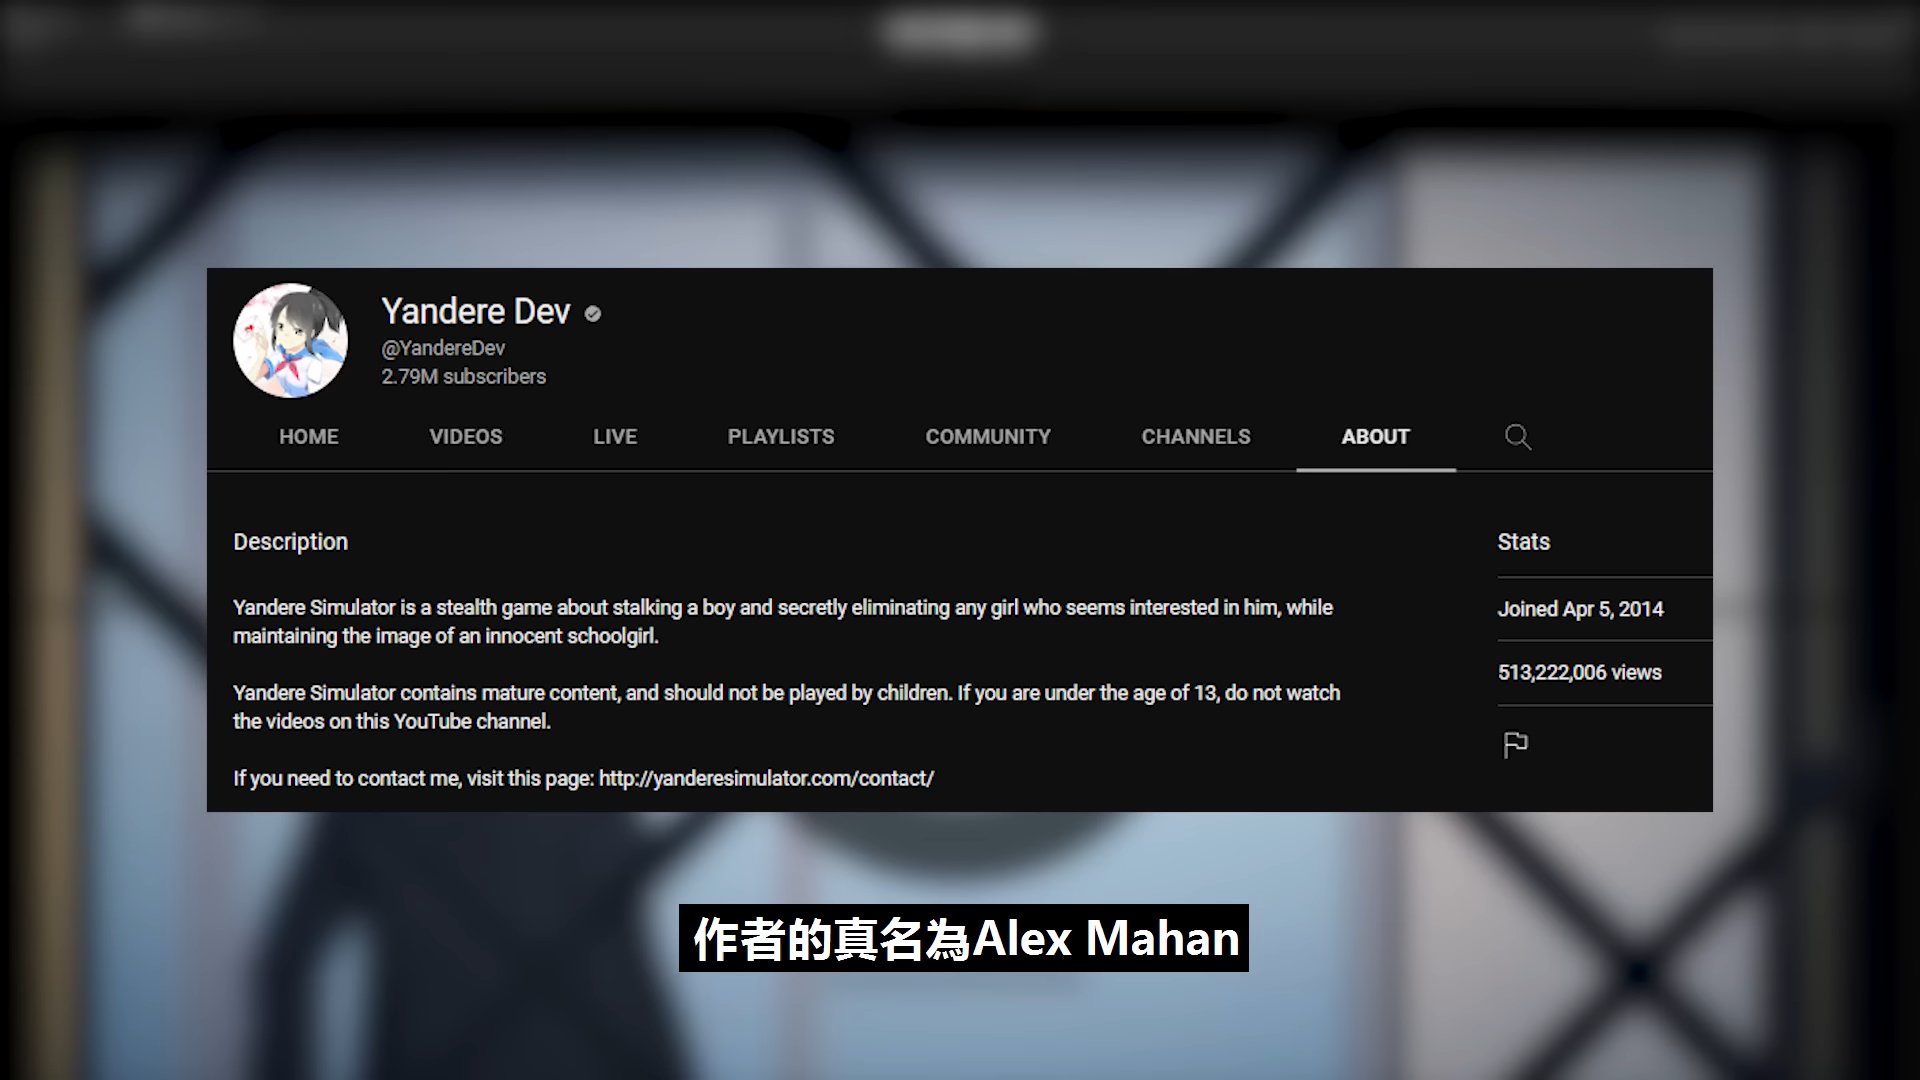 Yandere Dev
@YandereDev
2.79M subscribers
HOME VIDEOS LIVE PLAYLISTS COMMUNITY CHANNELS ABOUT
Description
Yandere Simulator is a stealth game about stalking a boy and secretly eliminating any girl who seems interested in him, while
maintaining the image of an innocent schoolgirl.
Yandere Simulator contains mature content, and should not be played by children. If you are under the age of 13, do not watch
the videos on this YouTube channel.
If you need to contact me, visit this page: http://yanderesimulator.com/contact/
Stats
Joined Apr 5, 2014
513,222,006 views
作者的真名為Alex Mahan